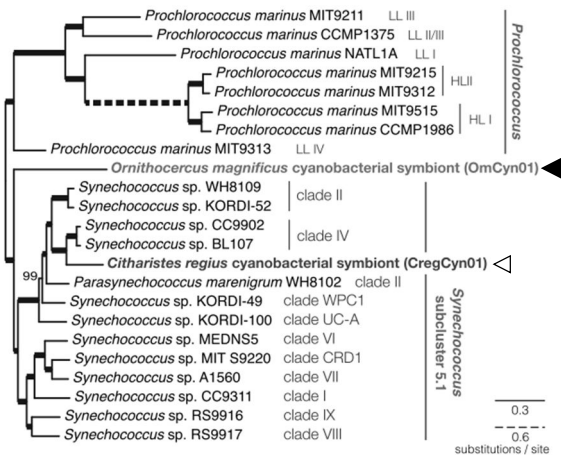 Prochlorococcus marinus MIT9211 LL III
Prochlorococcus marinus CCMP1375 LL II/III
Prochlorococcus marinus NATL1A LL I
Prochlorococcus marinus MIT9215
Prochlorococcus marinus MIT9312
HLII
Prochlorococcus marinus MIT9515
Prochlorococcus marinus CCMP1986
HL I
Prochlorococcus marinus MIT9313 LL IV
Prochlorococcus
Ornithocercus magnificus cyanobacterial symbiont (OmCyn01)
Synechococcus sp. WH8109
Synechococcus sp. KORDI-52
clade II
Synechococcus sp. CC9902
Synechococcus sp. BL107
clade IV
Citharistes regius cyanobacterial symbiont (CregCyn01)
99
Parasynechococcus marenigrum WH8102 clade II
Synechococcus sp. KORDI-49 clade WPC1
Synechococcus sp. KORDI-100 clade UC-A
Synechococcus sp. MEDNS5 clade VI
Synechococcus sp. MIT S9220 clade CRD1
Synechococcus sp. A1560 clade VII
Synechococcus sp. CC9311 clade I
Synechococcus sp. RS9916 clade IX
Synechococcus sp. RS9917 clade VIII
Synechococcus
subcluster 5.1
0.3
0.6
substitutions / site